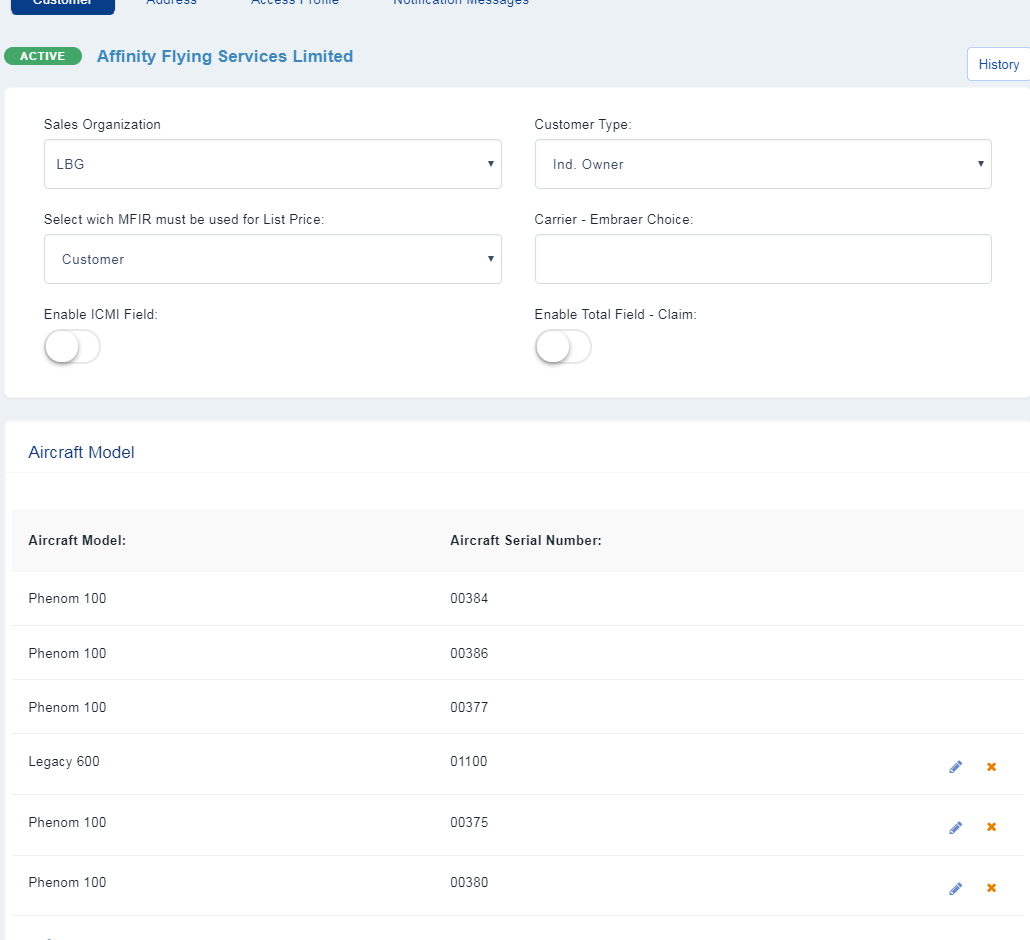 Customer Address Access Profile Notification Messages
ACTIVE Affinity Flying Services Limited
History
Sales Organization Customer Type:
LBG Ind. Owner
Select wich MFIR must be used for List Price: Carrier - Embraer Choice:
Customer
Enable ICMI Field: Enable Total Field - Claim:
Aircraft Model
Aircraft Model: Aircraft Serial Number:
Phenom 100 00384
Phenom 100 00386
Phenom 100 00377
Legacy 600 01100
Phenom 100 00375
Phenom 100 00380